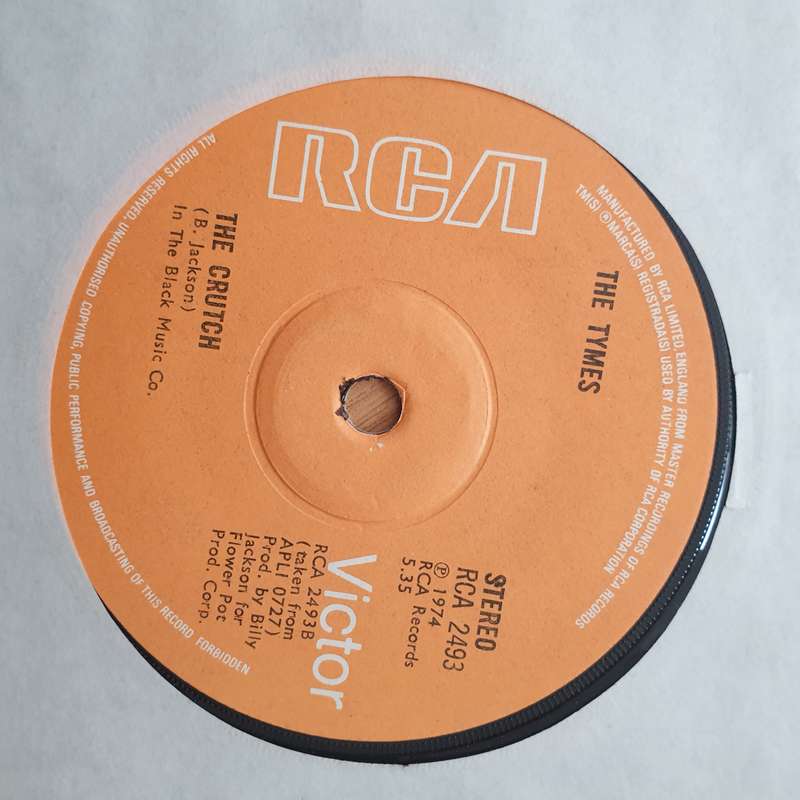 RCA
MANUFACTURED BY RCA LIMITED, ENGLAND FROM MASTER RECORDINGS OF RCA RECORDS
TM(S) ® MARCA(S) REGISTRADA(S) USED BY AUTHORITY OF RCA CORPORATION
THE TYMES
STEREO
RCA 2493
Ⓟ 1974
RCA Records
5.35
Victor
RCA 2493B
(taken from
APLI 0727)
Prod. by Billy
Jackson for
Flower Pot
Prod. Corp.
THE CRUTCH
(B. Jackson)
In The Black Music Co.
ALL RIGHTS RESERVED. UNAUTHORISED COPYING, PUBLIC PERFORMANCE AND BROADCASTING OF THIS RECORD FORBIDDEN